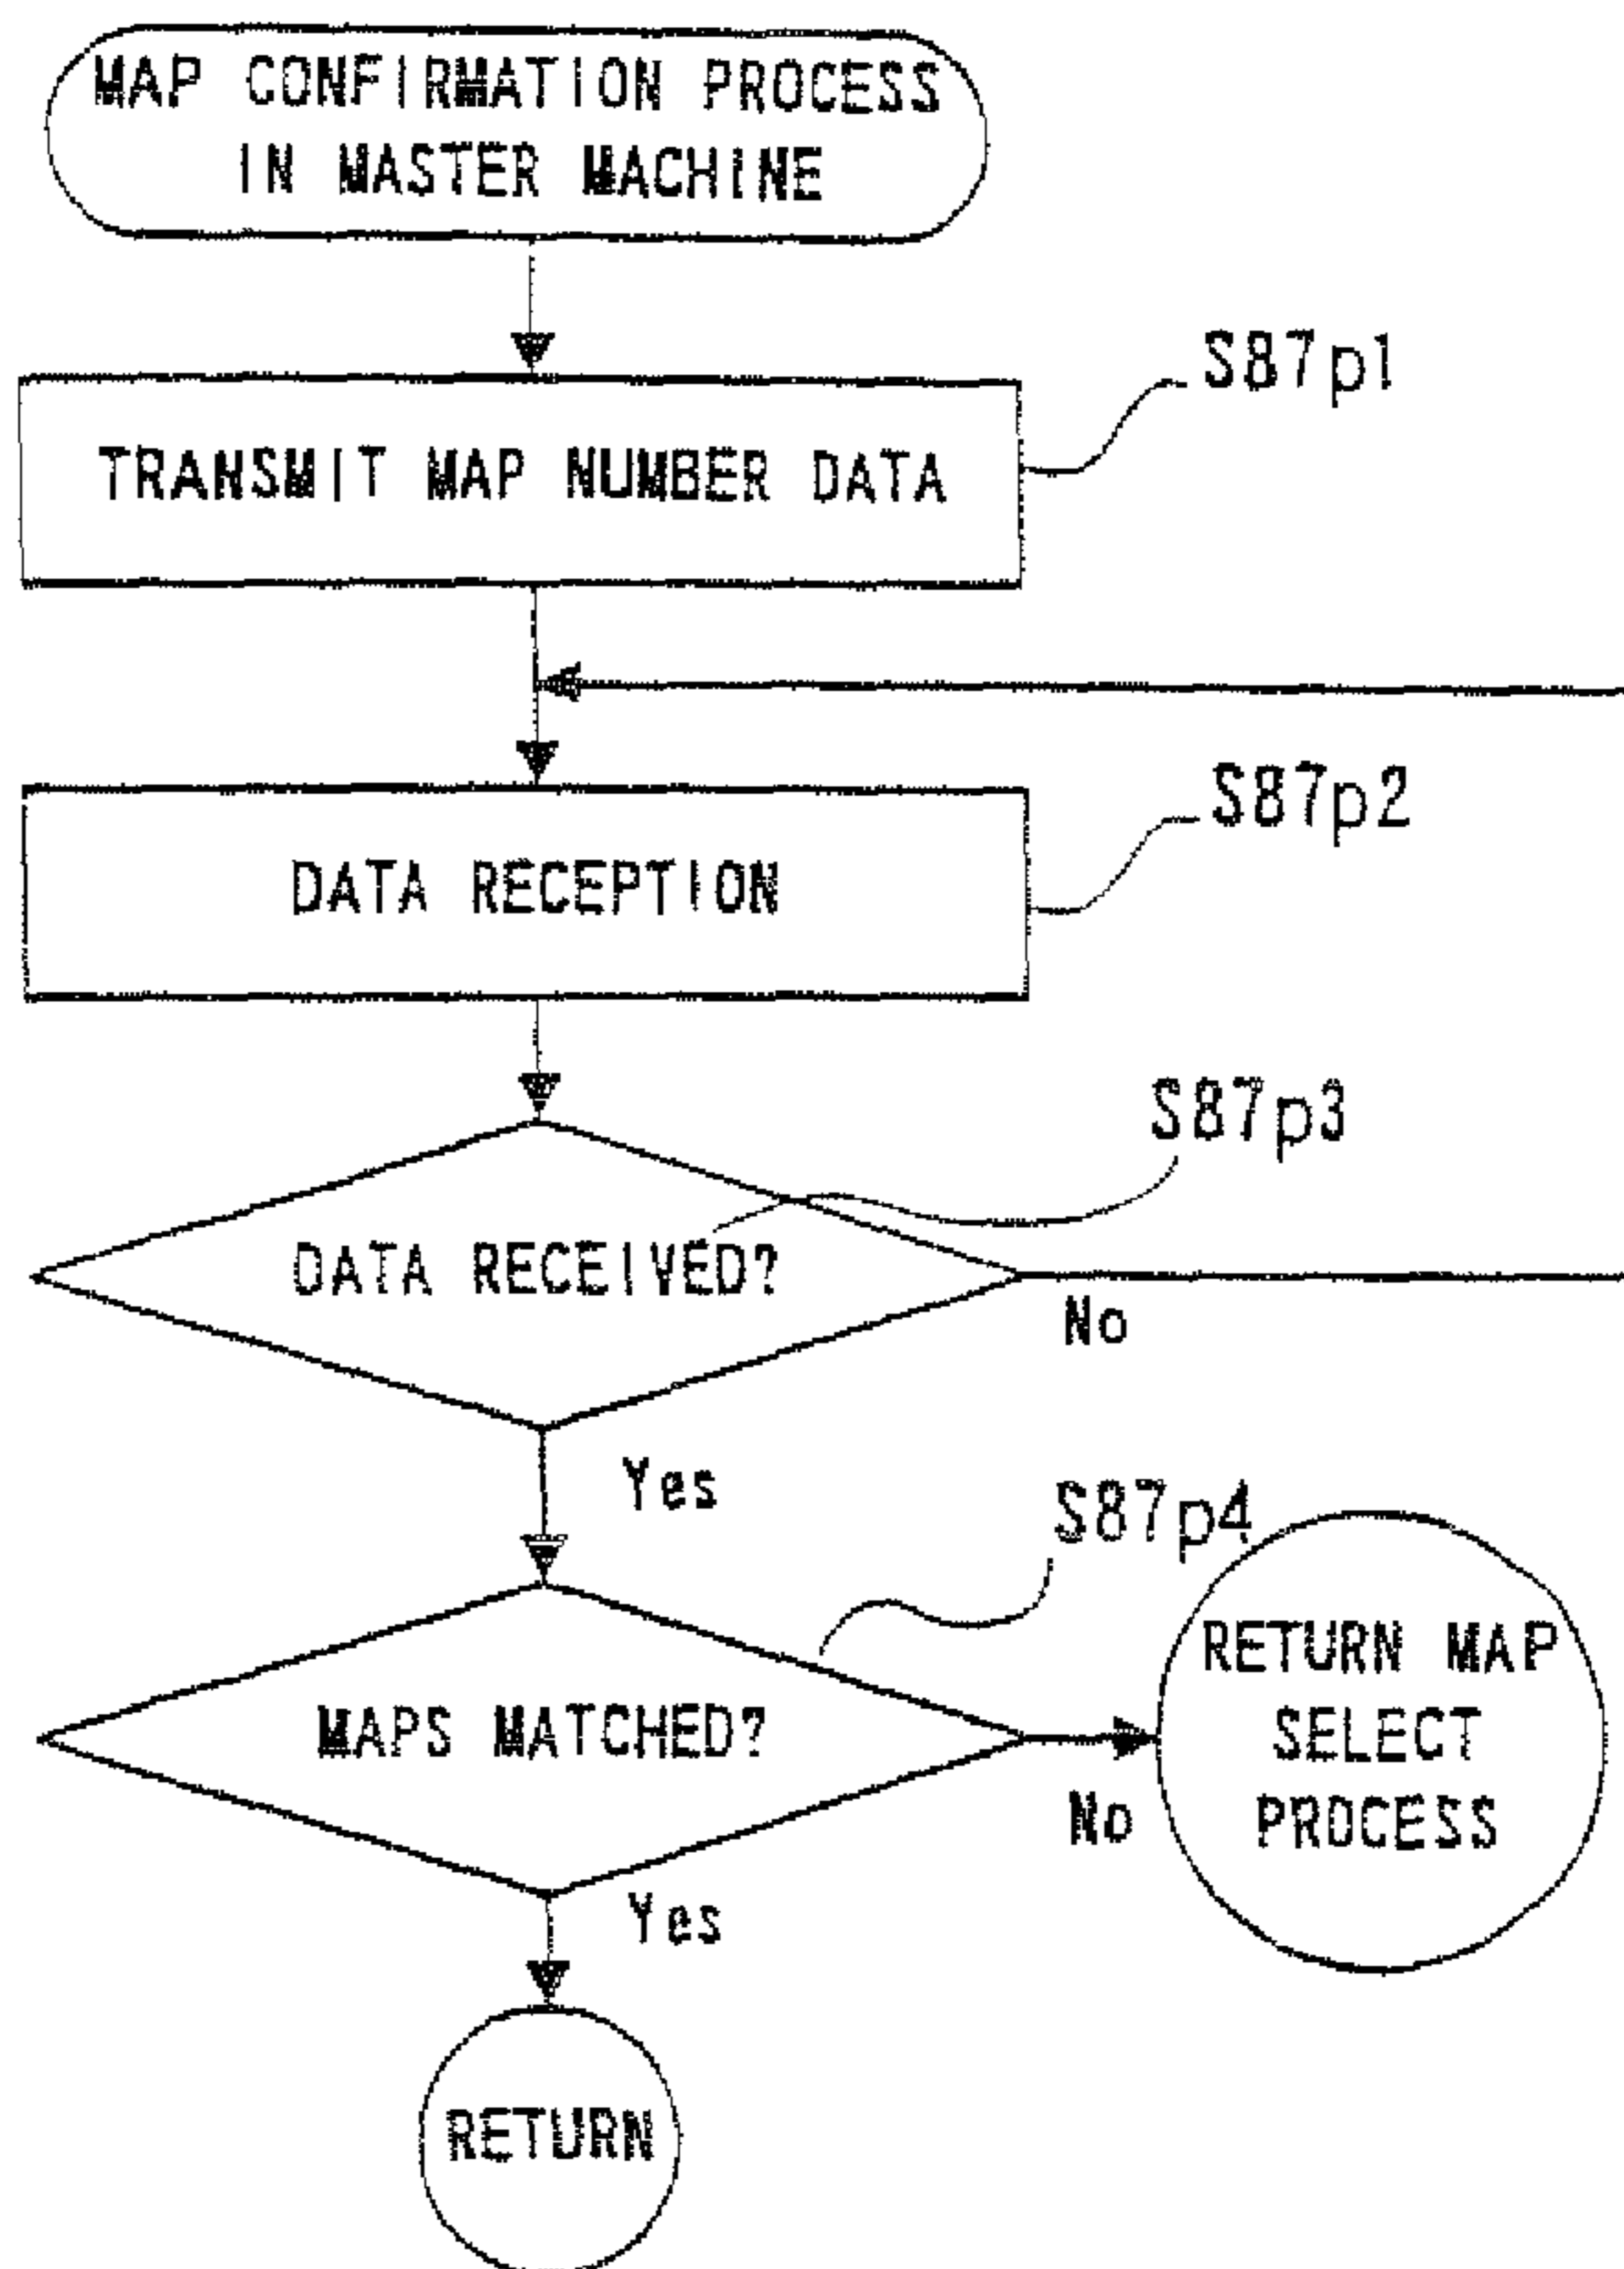 MAP CONFIRMATION PROCESS
IN MASTER MACHINE
S87p1
TRANSMIT MAP NUMBER DATA
S87p2
DATA RECEPTION
S87p3
DATA RECEIVED?
No
Yes
S87p4
MAPS MATCHED?
No
RETURN MAP
SELECT
PROCESS
Yes
RETURN